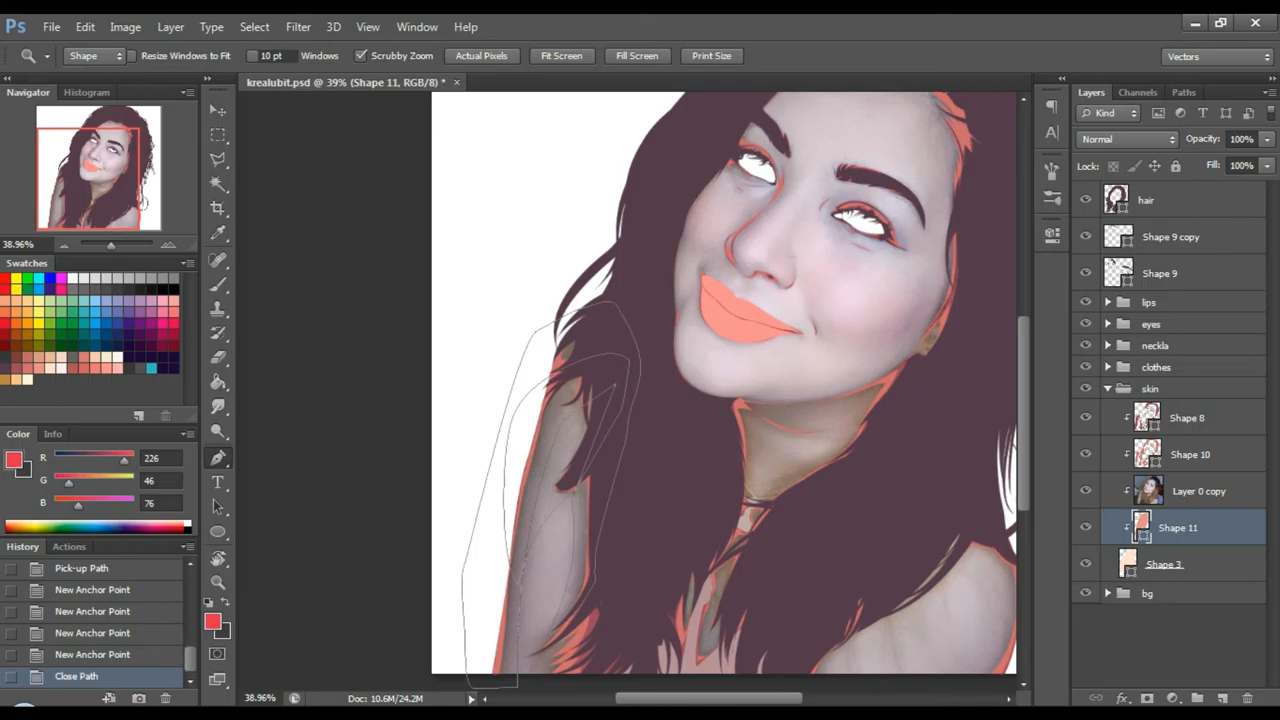 Ps File Edit Image Layer Type Select Filter 3D View Window Help
Shape Resize Windows to Fit 10 pt Windows Scrubby Zoom Actual Pixels Fit Screen Fill Screen Print Size Vectors
Navigator Histogram
krealubit.psd @ 39% (Shape 11, RGB/8) *
Layers Channels Paths
Kind
Normal Opacity: 100%
Lock: Fill: 100%
hair
Shape 9 copy
Shape 9
lips
eyes
neckla
clothes
skin
Shape 8
Shape 10
Layer 0 copy
Shape 11
Shape 3
bg
38.96%
Swatches
Color Info
R 226
G 46
B 76
History Actions
Pick-up Path
New Anchor Point
New Anchor Point
New Anchor Point
New Anchor Point
Close Path
38.96% Doc: 10.6M/24.2M